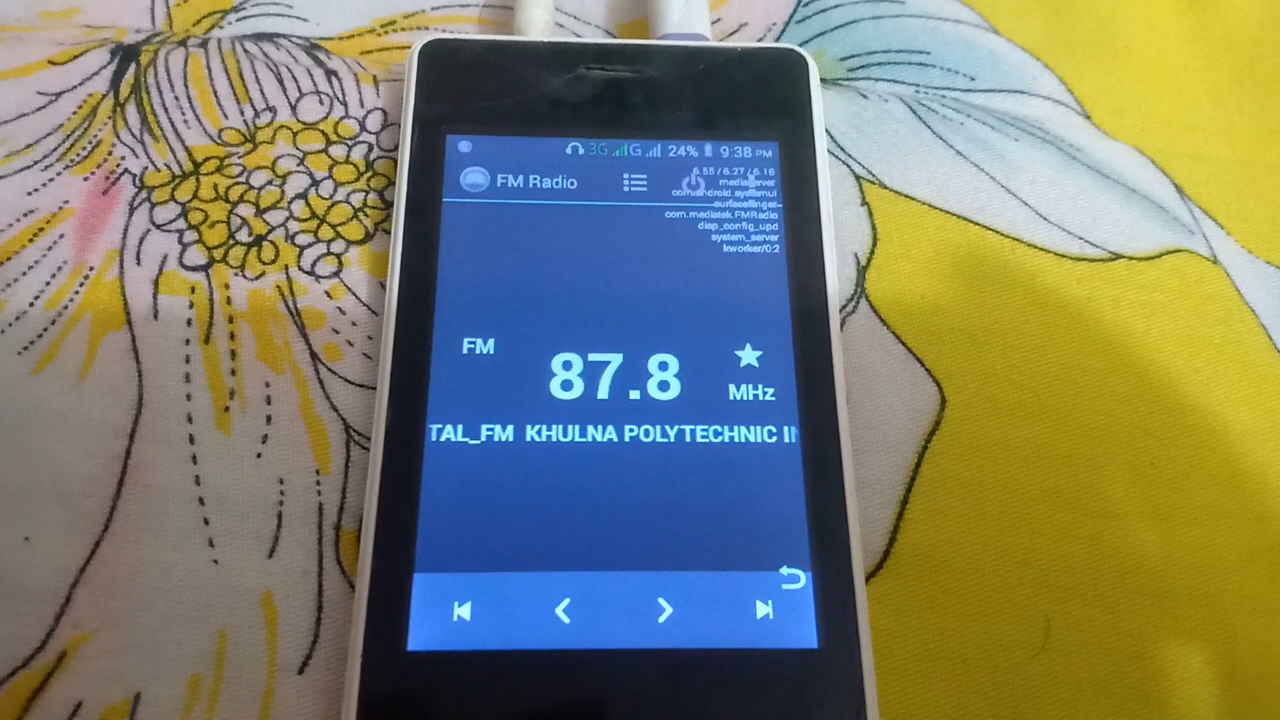 3G G 24% 9:38 PM
FM Radio
6.55 / 6.27 / 6.16
mediaserver
com.android.systemui
surfaceflinger
com.mediatek.FMRadio
disp_config_upd
system_server
kworker/0:2
FM 87.8 MHz
TAL_FM KHULNA POLYTECHNIC I